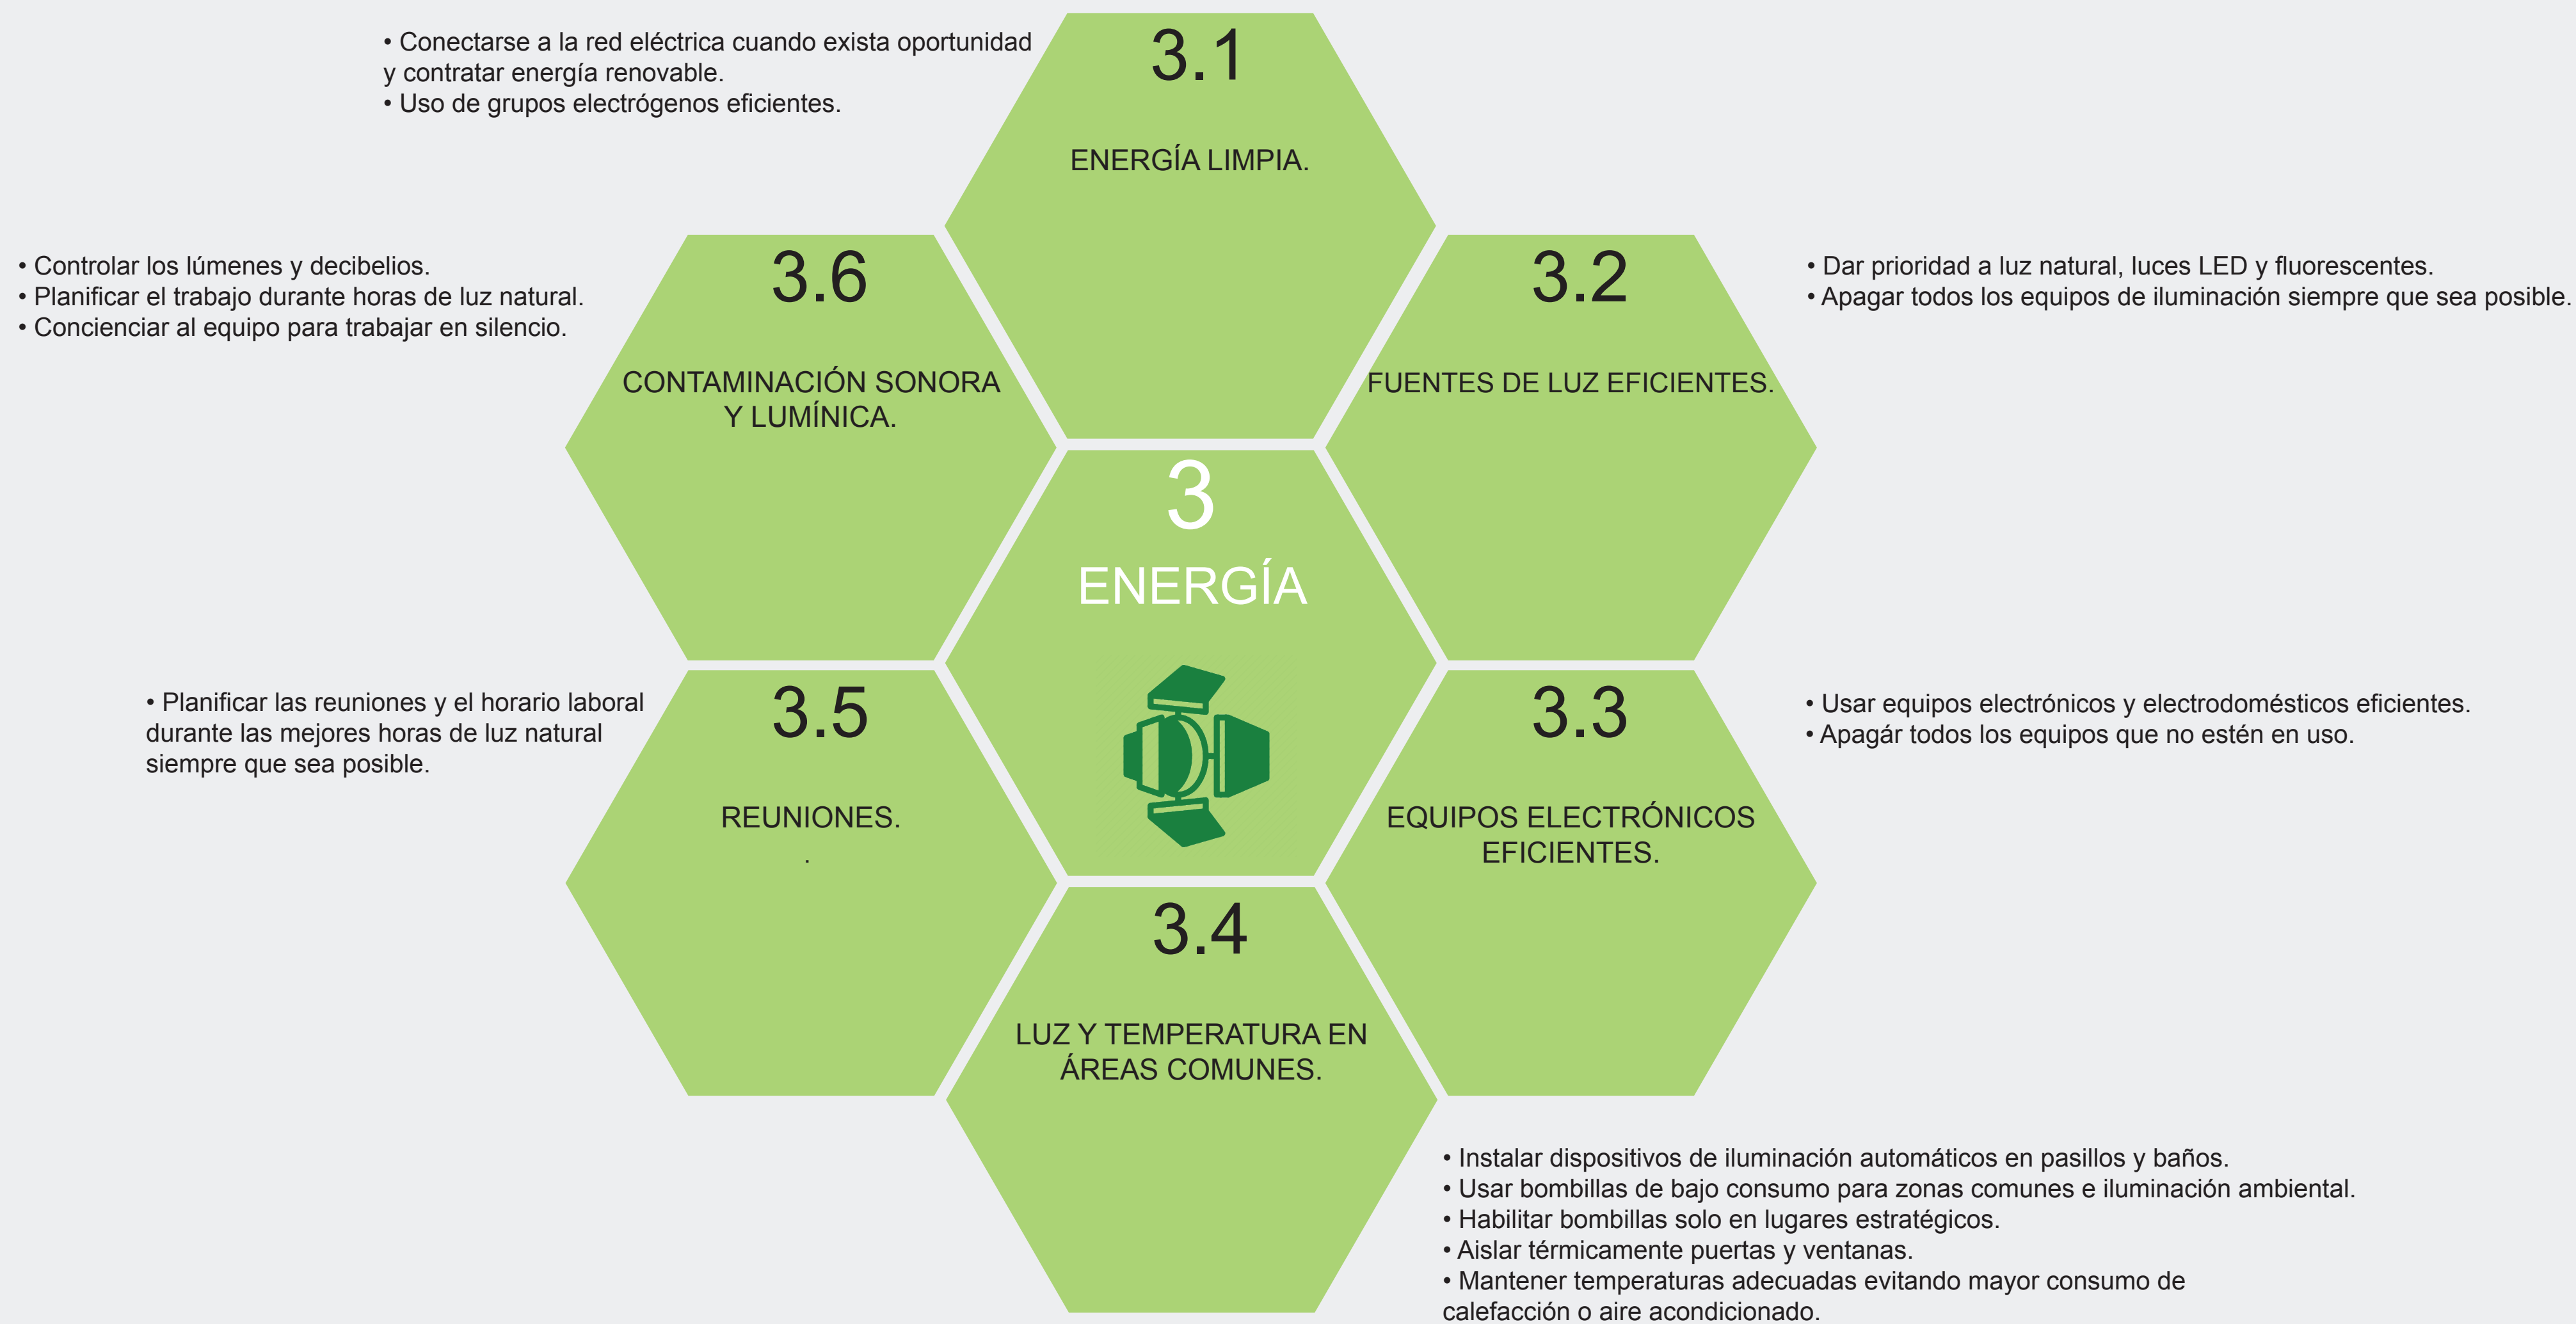 • Conectarse a la red eléctrica cuando exista oportunidad
y contratar energía renovable.
• Uso de grupos electrógenos eficientes.
3.1
ENERGÍA LIMPIA.
• Controlar los lúmenes y decibelios.
• Planificar el trabajo durante horas de luz natural.
• Concienciar al equipo para trabajar en silencio.
3.6
CONTAMINACIÓN SONORA
Y LUMÍNICA.
3.2
FUENTES DE LUZ EFICIENTES.
• Dar prioridad a luz natural, luces LED y fluorescentes.
• Apagar todos los equipos de iluminación siempre que sea posible.
3
ENERGÍA
• Planificar las reuniones y el horario laboral
durante las mejores horas de luz natural
siempre que sea posible.
3.5
REUNIONES.
.
3.3
EQUIPOS ELECTRÓNICOS
EFICIENTES.
• Usar equipos electrónicos y electrodomésticos eficientes.
• Apagár todos los equipos que no estén en uso.
3.4
LUZ Y TEMPERATURA EN
ÁREAS COMUNES.
• Instalar dispositivos de iluminación automáticos en pasillos y baños.
• Usar bombillas de bajo consumo para zonas comunes e iluminación ambiental.
• Habilitar bombillas solo en lugares estratégicos.
• Aislar térmicamente puertas y ventanas.
• Mantener temperaturas adecuadas evitando mayor consumo de
calefacción o aire acondicionado.